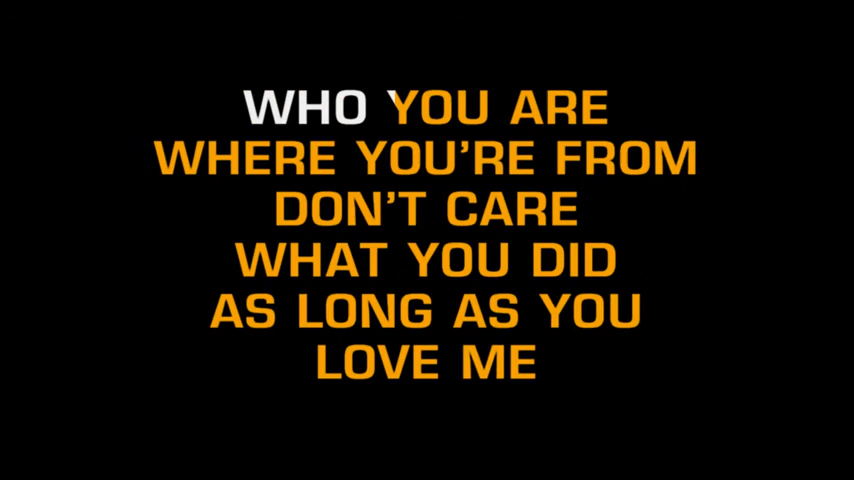 WHO YOU ARE
WHERE YOU'RE FROM
DON'T CARE
WHAT YOU DID
AS LONG AS YOU
LOVE ME